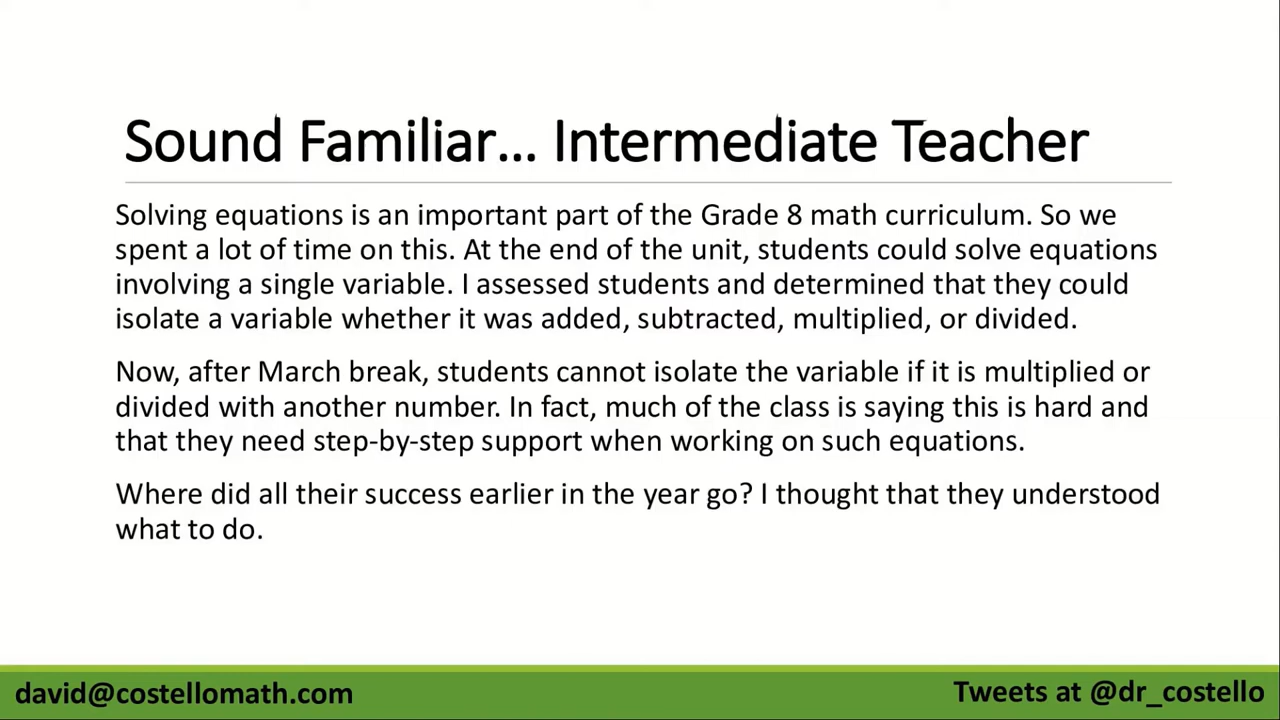 Sound Familiar... Intermediate Teacher
Solving equations is an important part of the Grade 8 math curriculum. So we
spent a lot of time on this. At the end of the unit, students could solve equations
involving a single variable. I assessed students and determined that they could
isolate a variable whether it was added, subtracted, multiplied, or divided.
Now, after March break, students cannot isolate the variable if it is multiplied or
divided with another number. In fact, much of the class is saying this is hard and
that they need step-by-step support when working on such equations.
Where did all their success earlier in the year go? I thought that they understood
what to do.
david@costellomath.com
Tweets at @dr_costello